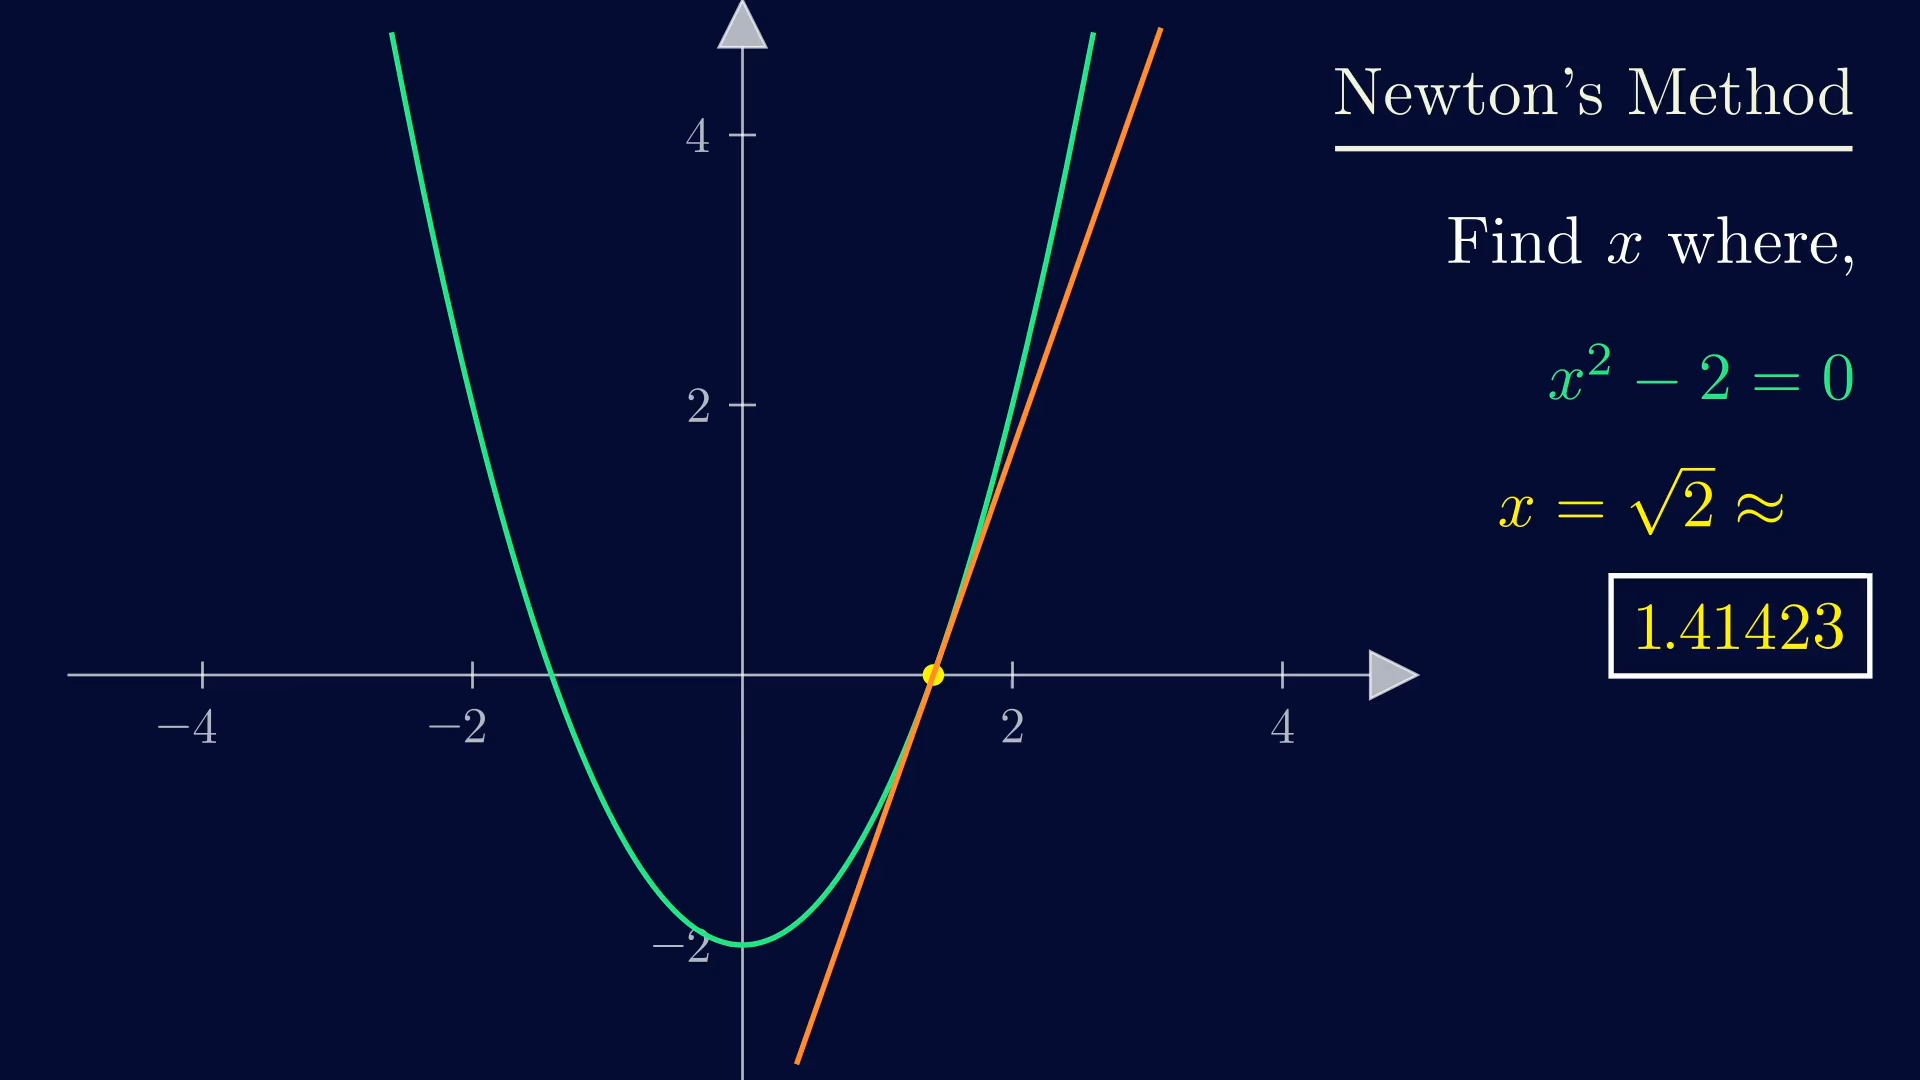 Newton's Method
Find x where,
x² − 2 = 0
x = √2 ≈
1.41423
4
2
−4 −2 2 4
−2